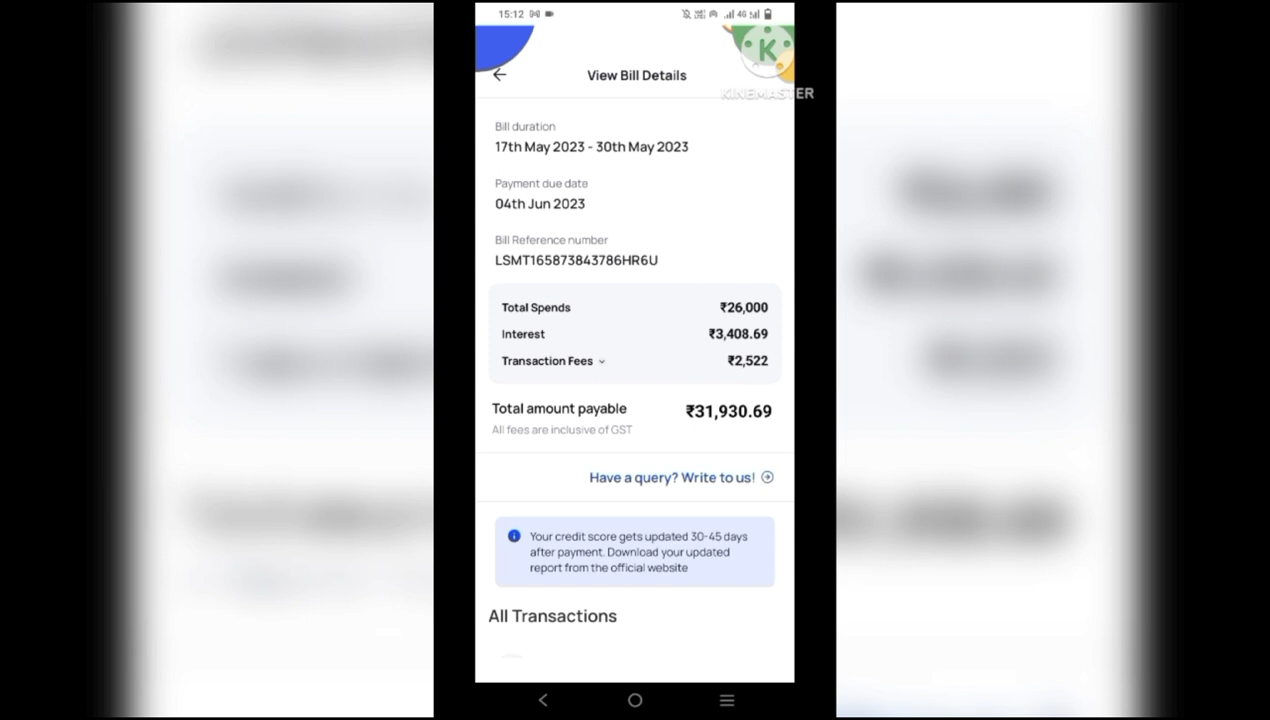 15:12
4G
K
View Bill Details
KINEMASTER
Bill duration
17th May 2023 - 30th May 2023
Payment due date
04th Jun 2023
Bill Reference number
LSMT165873843786HR6U
Total Spends ₹26,000
Interest ₹3,408.69
Transaction Fees ₹2,522
Total amount payable ₹31,930.69
All fees are inclusive of GST
Have a query? Write to us!
Your credit score gets updated 30-45 days
after payment. Download your updated
report from the official website
All Transactions